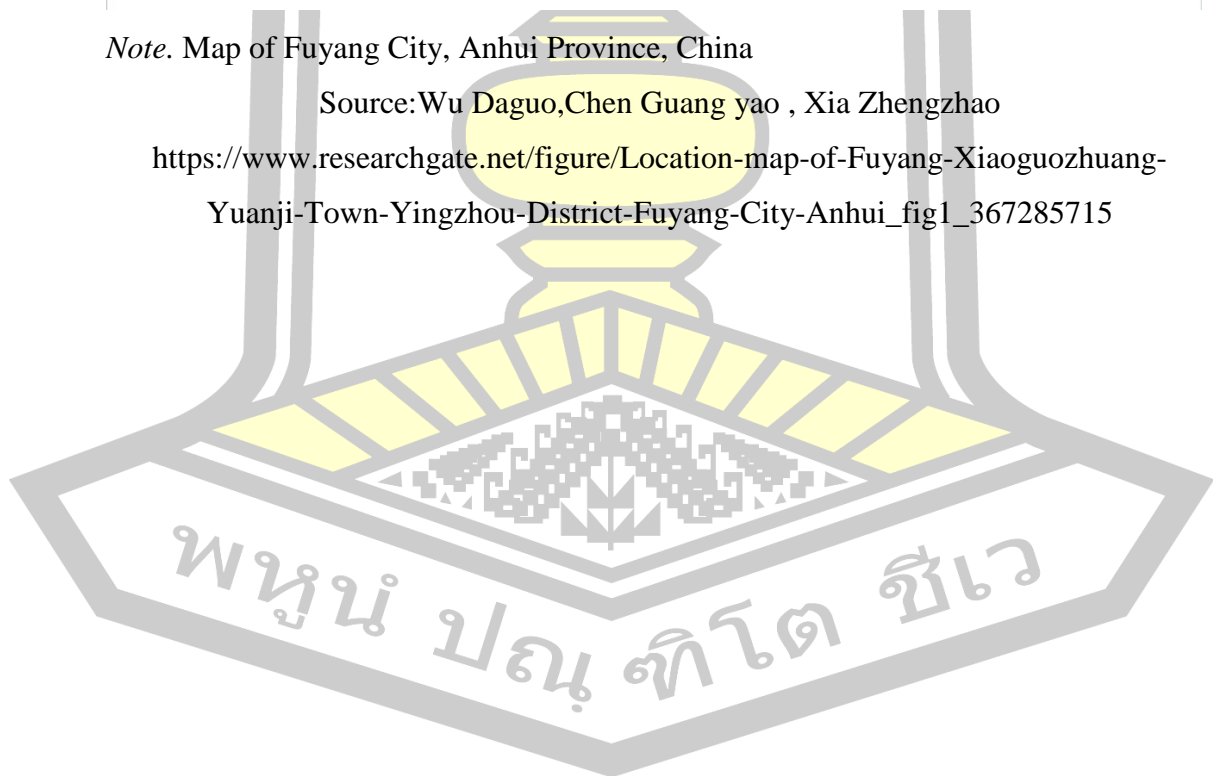 Note. Map of Fuyang City, Anhui Province, China
Source:Wu Daguo,Chen Guang yao , Xia Zhengzhao
https://www.researchgate.net/figure/Location-map-of-Fuyang-Xiaoguozhuang-
Yuanji-Town-Yingzhou-District-Fuyang-City-Anhui_fig1_367285715
พหูนํ ปณฺฑิโต ชีเว